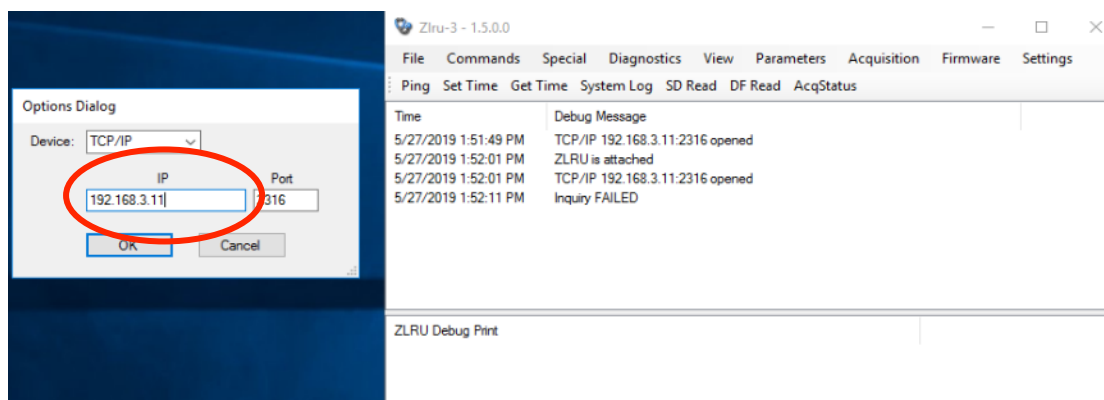 Options Dialog
Device: TCP/IP
IP Port
192.168.3.11 2316
OK Cancel
ZIru-3 - 1.5.0.0
File Commands Special Diagnostics View Parameters Acquisition Firmware Settings
Ping Set Time Get Time System Log SD Read DF Read AcqStatus
Time Debug Message
5/27/2019 1:51:49 PM TCP/IP 192.168.3.11:2316 opened
5/27/2019 1:52:01 PM ZLRU is attached
5/27/2019 1:52:01 PM TCP/IP 192.168.3.11:2316 opened
5/27/2019 1:52:11 PM Inquiry FAILED
ZLRU Debug Print